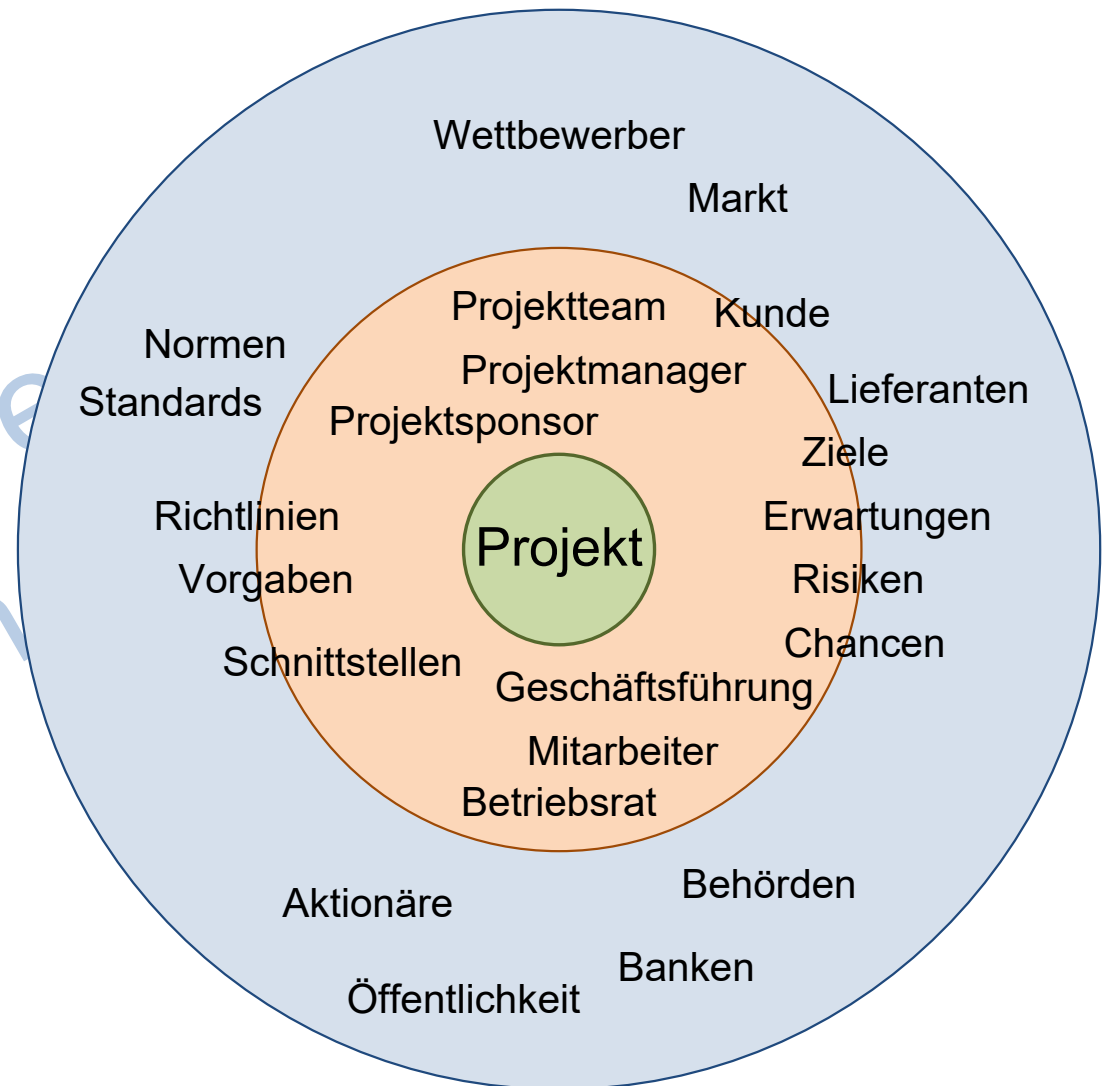 Wettbewerber
Markt
Projektteam
Kunde
Normen
Projektmanager
Lieferanten
Standards
Projektsponsor
Ziele
Richtlinien
Erwartungen
Projekt
Vorgaben
Risiken
Chancen
Schnittstellen
Geschäftsführung
Mitarbeiter
Betriebsrat
Behörden
Aktionäre
Banken
Öffentlichkeit